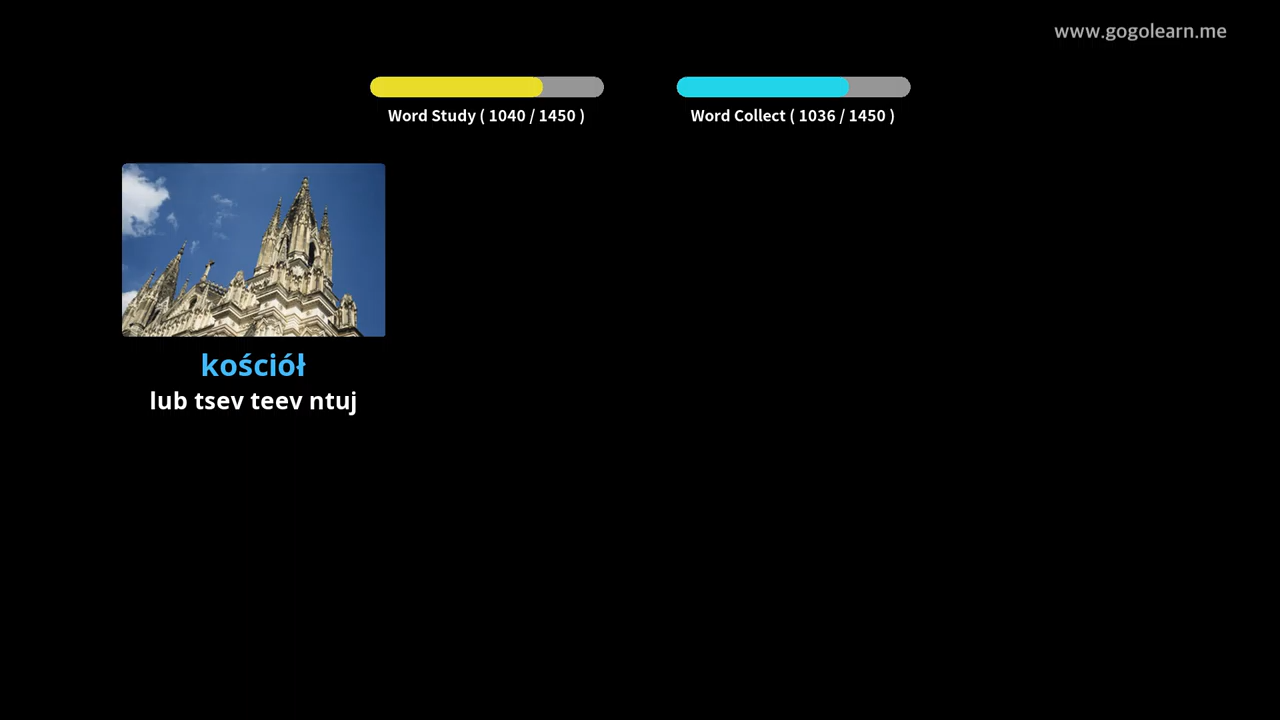 www.gogolearn.me
Word Study ( 1040 / 1450 )
Word Collect ( 1036 / 1450 )
kościół
lub tsev teev ntuj